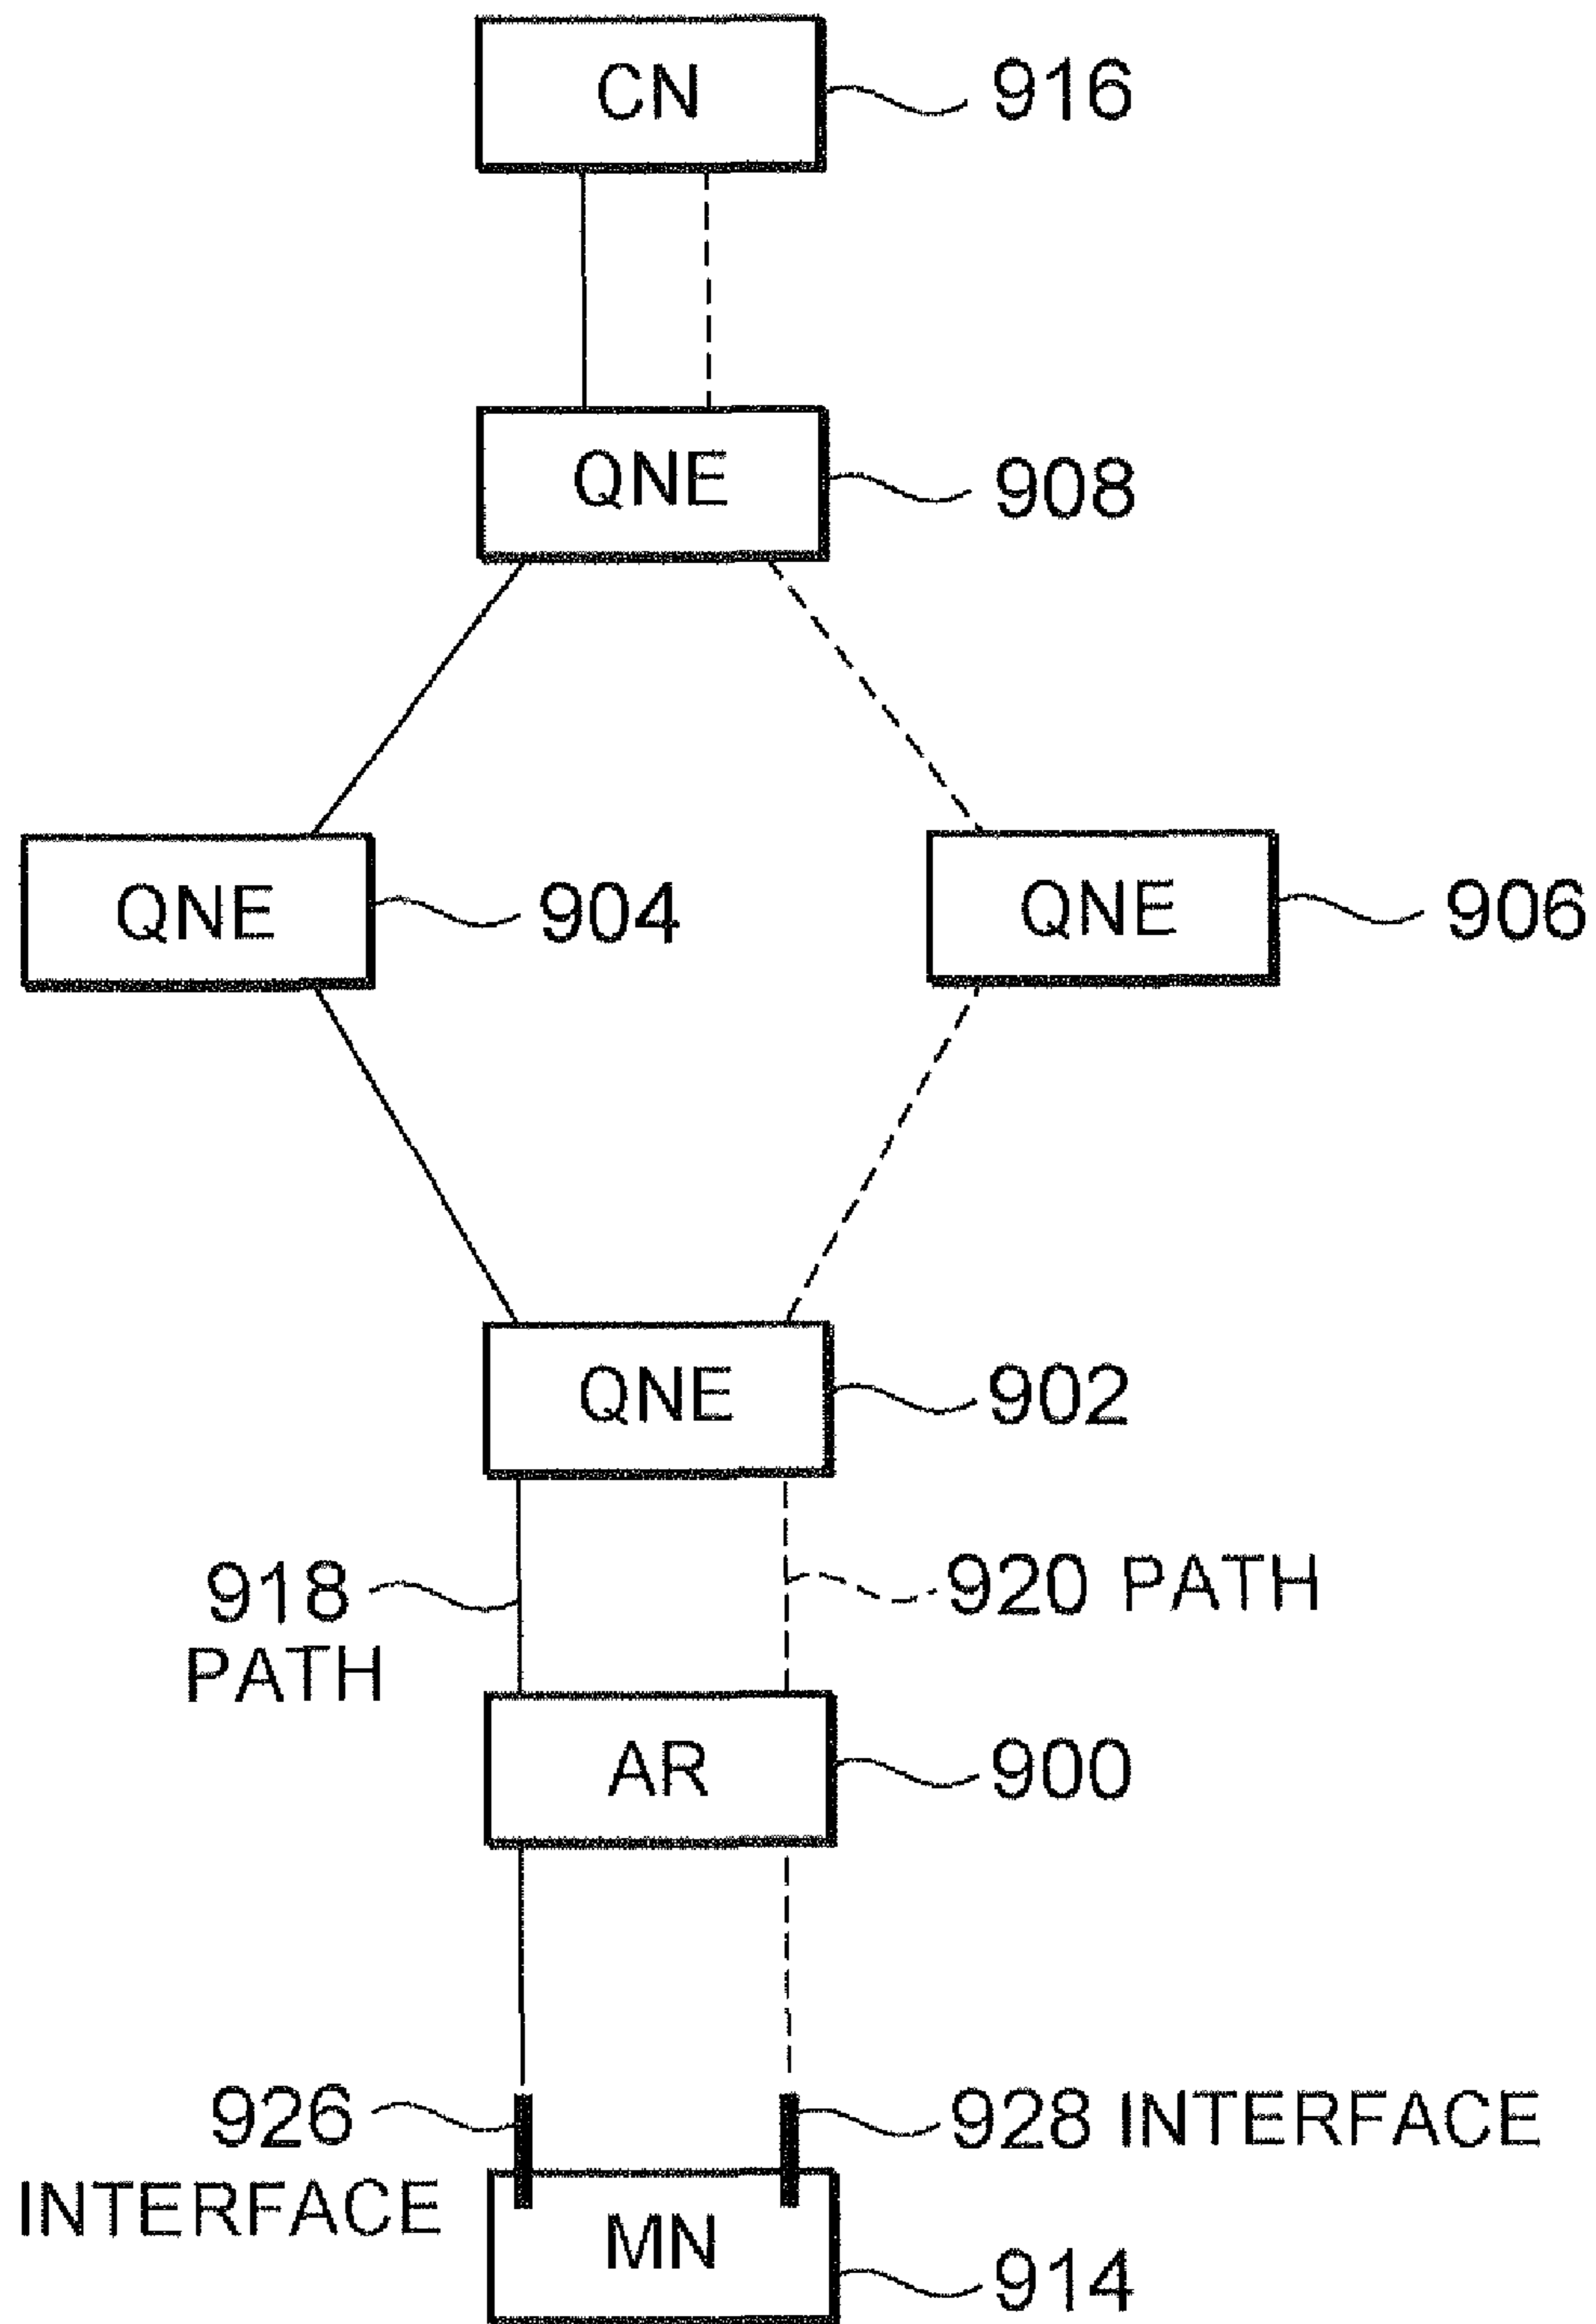 CN 916
QNE 908
QNE 904 QNE 906
QNE 902
918 920 PATH
PATH
AR 900
926 928 INTERFACE
INTERFACE MN
914